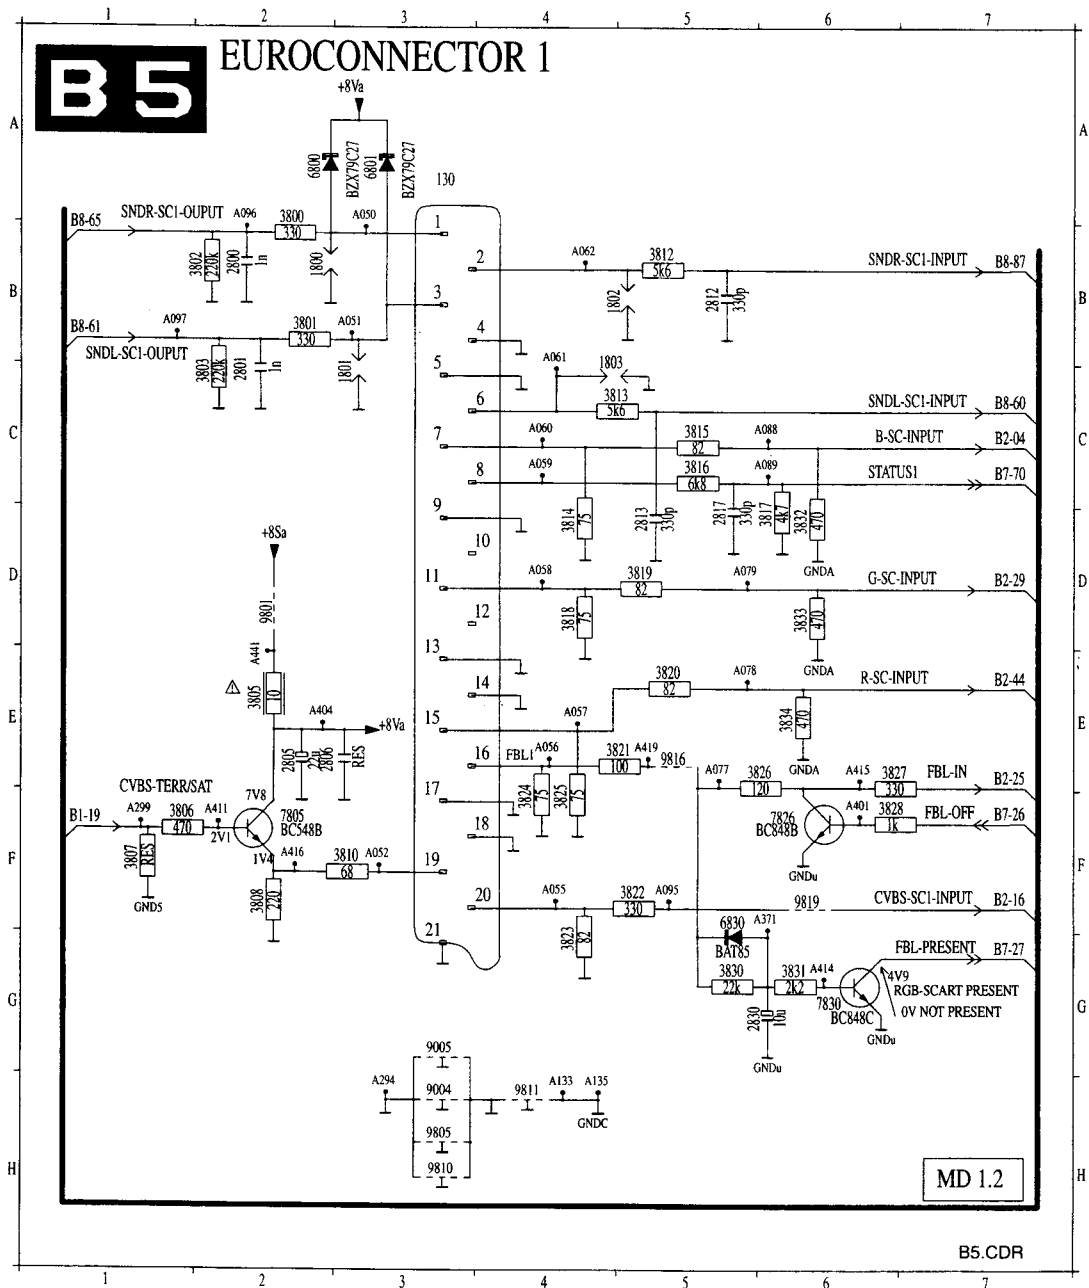 1 2 3 4 5 6 7
B 5
EUROCONNECTOR 1
A
A
+8Va
6800
BZX79C27
6801
BZX79C27
130
B8-65
SNDR-SC1-OUPUT
A096
3800
330
A050
1
3802
220k
2800
1n
1800
2
A062
3812
5k6
SNDR-SC1-INPUT
B8-87
B
B
1802
2812
330p
3
B8-61
A097
SNDL-SC1-OUPUT
3801
330
A051
3803
220k
2801
1n
1801
4
5
A061
1803
6
3813
5k6
SNDL-SC1-INPUT
B8-60
C
C
7
A060
3815
82
A088
B-SC-INPUT
B2-04
8
A059
3816
6k8
A089
STATUS1
B7-70
9
3814
75
2813
330p
2817
330p
3817
4k7
3832
470
GNDA
10
+8Sa
D
D
11
A058
3819
82
A079
G-SC-INPUT
B2-29
9801
12
3818
75
3833
470
GNDA
13
A441
3805
10
14
3820
82
A078
R-SC-INPUT
B2-44
E
E
A404
+8Va
15
A057
3834
470
GNDA
2805
22u
2806
RES
16
FBL1
A056
3821
100
A419
9816
3824
75
3825
75
A077
3826
120
A415
3827
330
FBL-IN
B2-25
CVBS-TERR/SAT
7V8
17
B1-19
A299
3806
470
A411
2V1
7805
BC548B
7826
BC848B
A401
3828
1k
FBL-OFF
B7-26
18
F
F
3807
RES
GND5
1V4
A416
3810
68
A052
19
GNDu
3808
220
20
A055
3822
330
A095
9819
CVBS-SC1-INPUT
B2-16
3823
82
21
6830
BAT85
A371
FBL-PRESENT
B7-27
3830
22k
3831
2k2
A414
4V9
RGB-SCART PRESENT
0V NOT PRESENT
7830
BC848C
G
G
2830
10u
GNDu
GNDu
9005
A294
9004
9811
A133
A135
GNDC
9805
9810
H
H
MD 1.2
B5.CDR
1 2 3 4 5 6 7